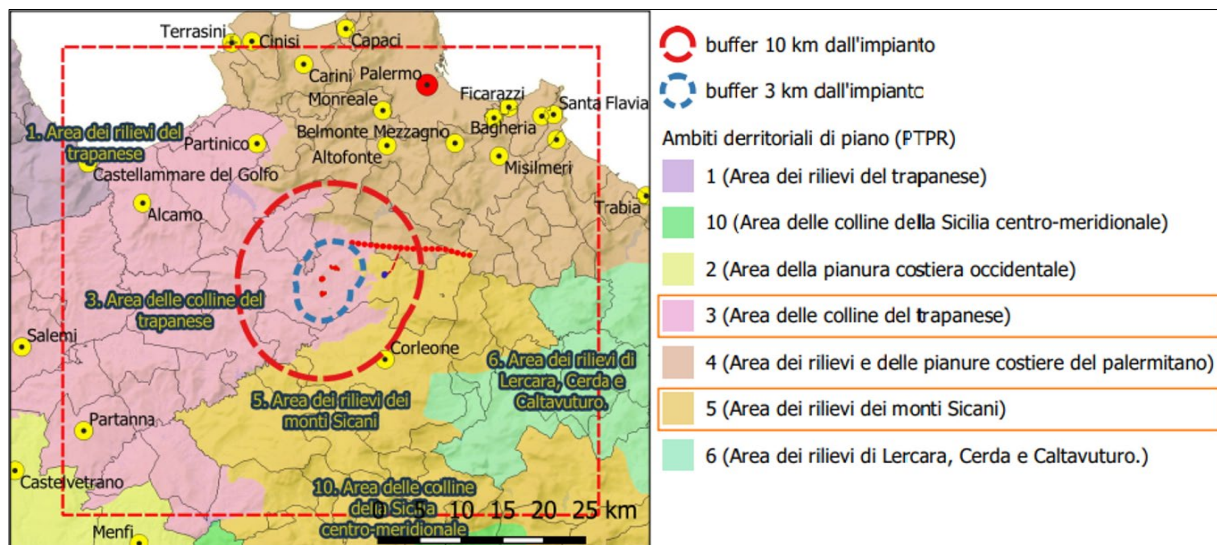 Terrasini
Cinisi
Capaci
Carini
Palermo
Monreale
Ficarazzi
Santa Flavia
1. Area dei rilievi del
trapanese
Partinico
Belmonte Mezzagno
Bagheria
Altofonte
Misilmeri
Castellammare del Golfo
Alcamo
Trabia
3. Area delle colline del
trapanese
Salemi
Corleone
6. Area dei rilievi di
Lercara, Cerda e
Caltavuturo.
5. Area dei rilievi dei
monti Sicani
Partanna
Castelvetrano
10. Area delle colline
della Sicilia
centro-meridionale
Menfi
0 5 10 15 20 25 km
buffer 10 km dall'impianto
buffer 3 km dall'impianto
Ambiti derritoriali di piano (PTPR)
1 (Area dei rilievi del trapanese)
10 (Area delle colline della Sicilia centro-meridionale)
2 (Area della pianura costiera occidentale)
3 (Area delle colline del trapanese)
4 (Area dei rilievi e delle pianure costiere del palermitano)
5 (Area dei rilievi dei monti Sicani)
6 (Area dei rilievi di Lercara, Cerda e Caltavuturo.)